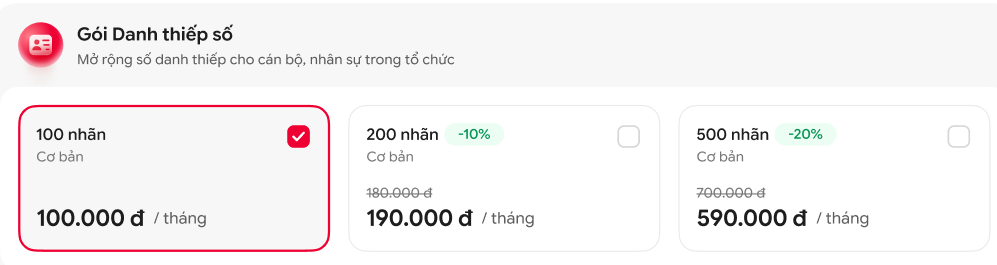 Gói Danh thiếp số
Mở rộng số danh thiếp cho cán bộ, nhân sự trong tổ chức
100 nhãn
Cơ bản
100.000 đ / tháng
200 nhãn -10%
Cơ bản
180.000 đ
190.000 đ / tháng
500 nhãn -20%
Cơ bản
700.000 đ
590.000 đ / tháng